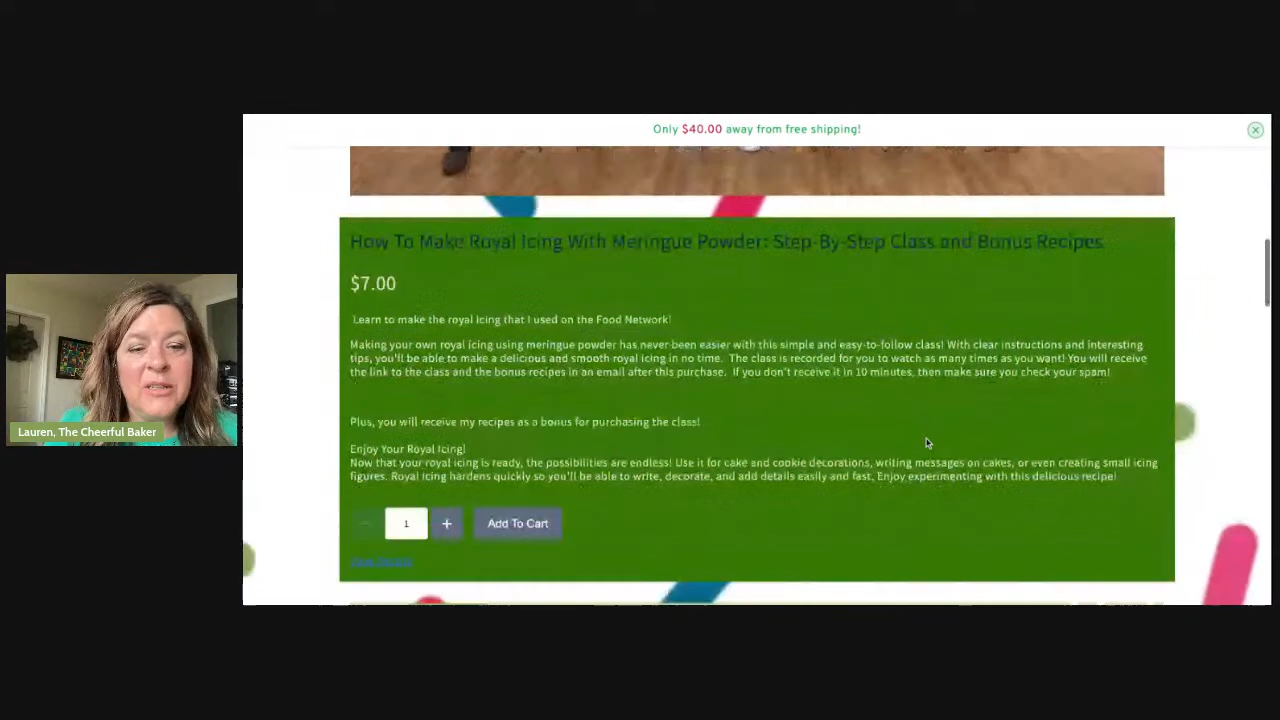 Only $40.00 away from free shipping!
How To Make Royal Icing With Meringue Powder: Step-By-Step Class and Bonus Recipes
$7.00
Learn to make the royal icing that I used on the Food Network!
Making your own royal icing using meringue powder has never been easier with this simple and easy-to-follow class! With clear instructions and interesting
tips, you'll be able to make a delicious and smooth royal icing in no time. The class is recorded for you to watch as many times as you want! You will receive
the link to the class and the bonus recipes in an email after this purchase. If you don't receive it in 10 minutes, then make sure you check your spam!
Plus, you will receive my recipes as a bonus for purchasing the class!
Enjoy Your Royal Icing!
Now that your royal icing is ready, the possibilities are endless! Use it for cake and cookie decorations, writing messages on cakes, or even creating small icing
figures. Royal icing hardens quickly so you'll be able to write, decorate, and add details easily and fast. Enjoy experimenting with this delicious recipe!
1
Add To Cart
View Details
Lauren, The Cheerful Baker